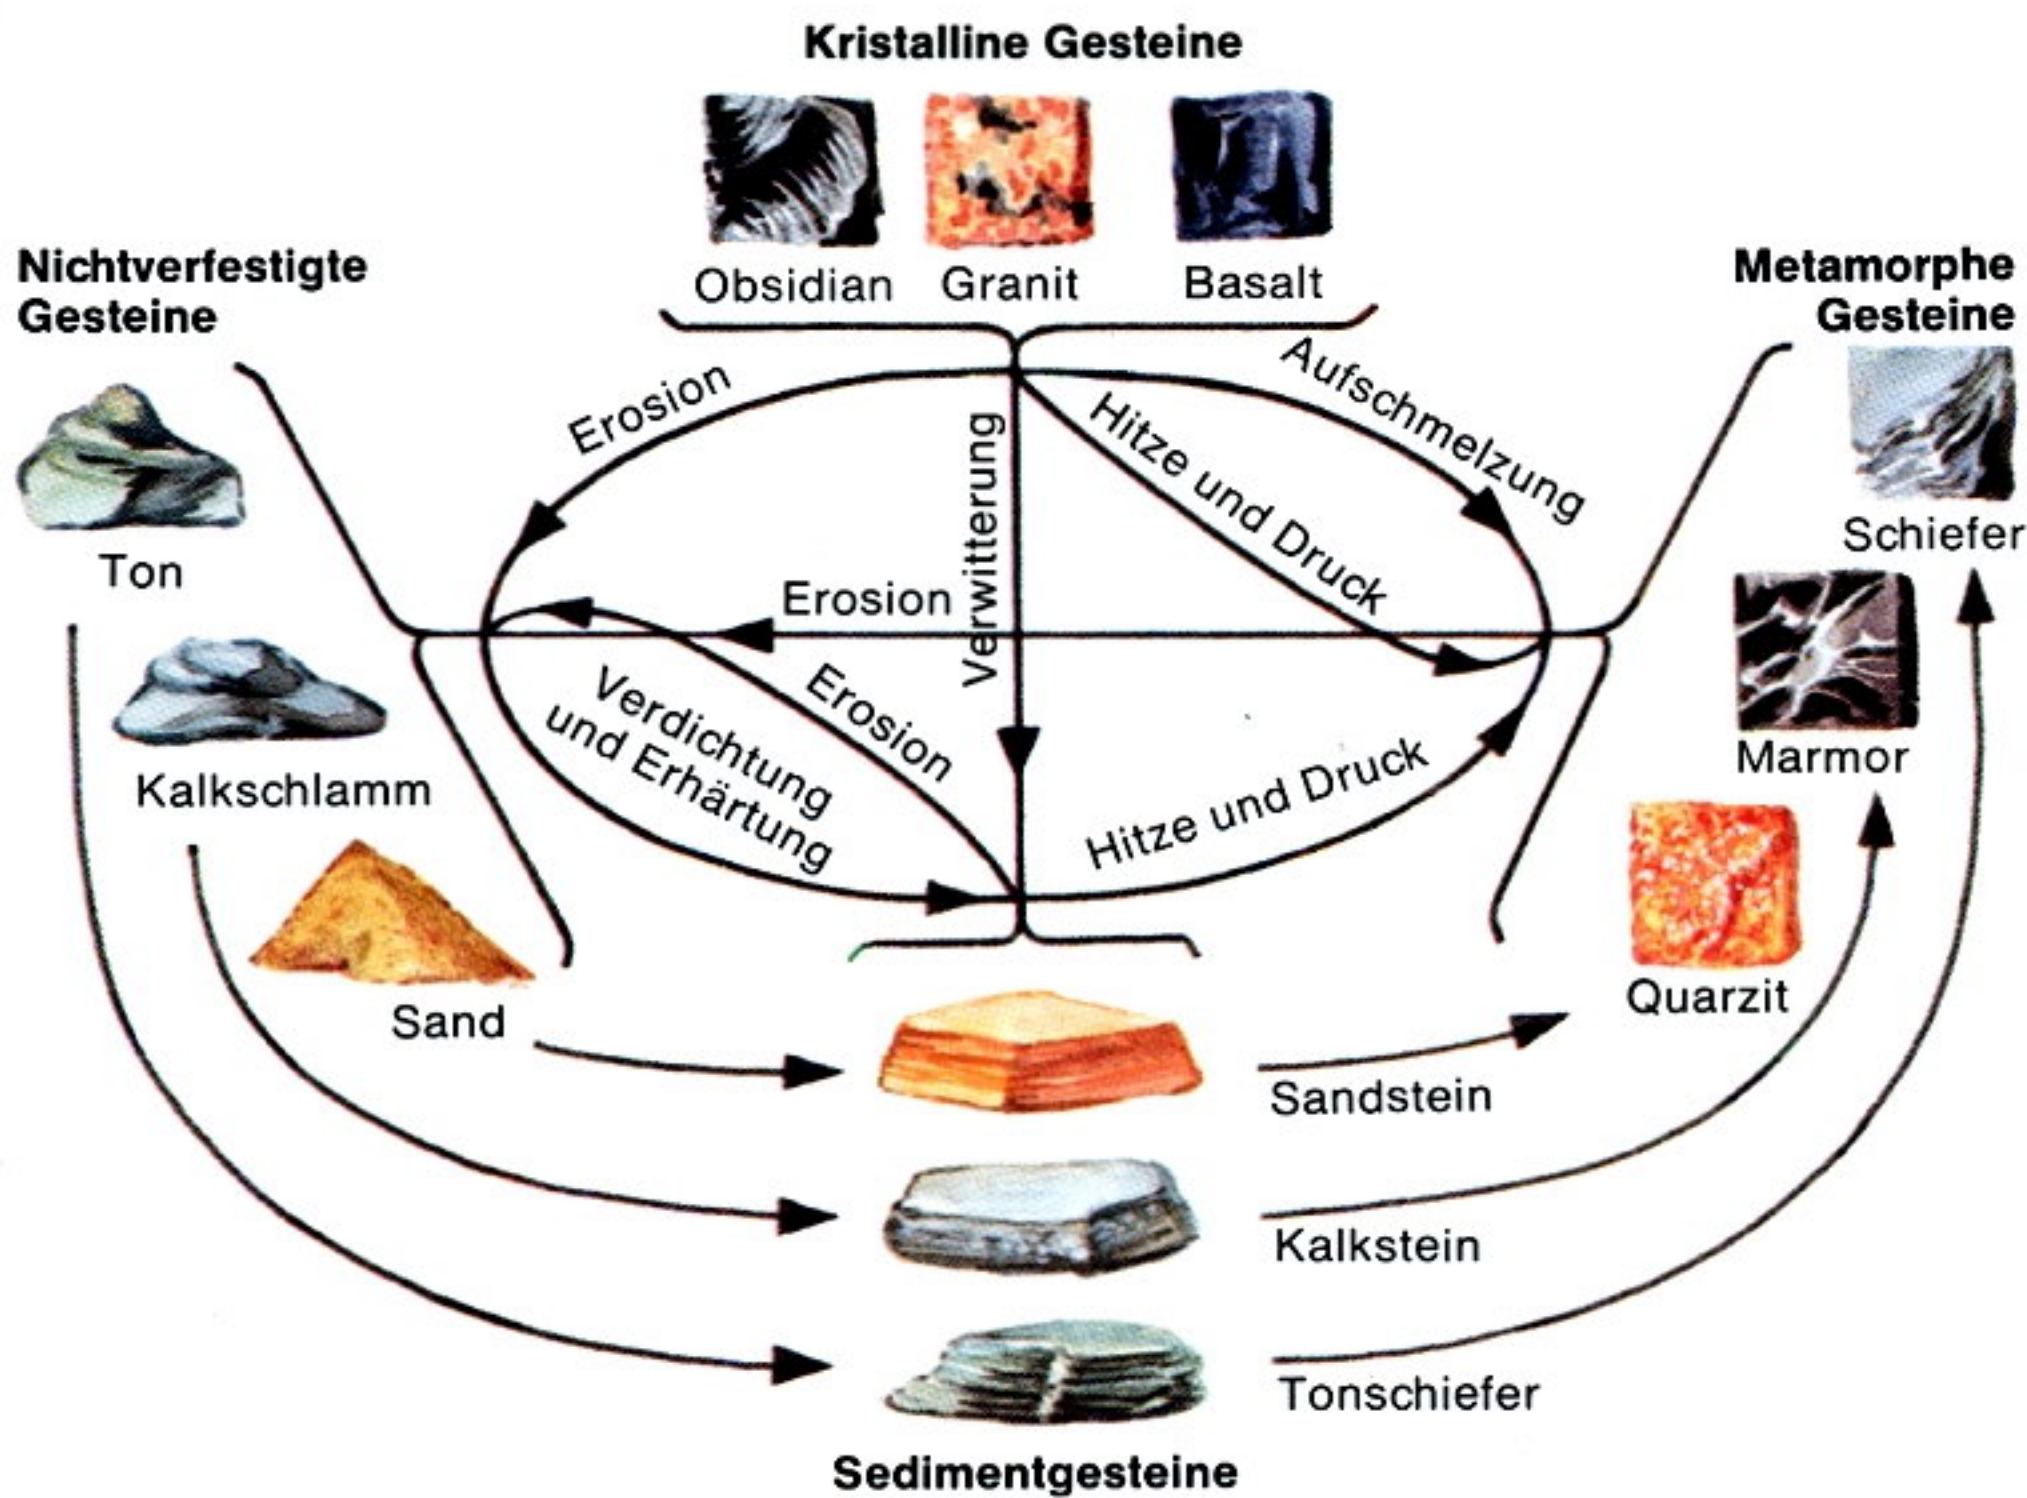 Kristalline Gesteine
Obsidian
Granit
Basalt
Nichtverfestigte
Gesteine
Metamorphe
Gesteine
Ton
Kalkschlamm
Sand
Schiefer
Marmor
Quarzit
Erosion
Verwitterung
Hitze und Druck
Aufschmelzung
Erosion
Erosion
Verdichtung
und Erhärtung
Hitze und Druck
Sandstein
Kalkstein
Tonschiefer
Sedimentgesteine